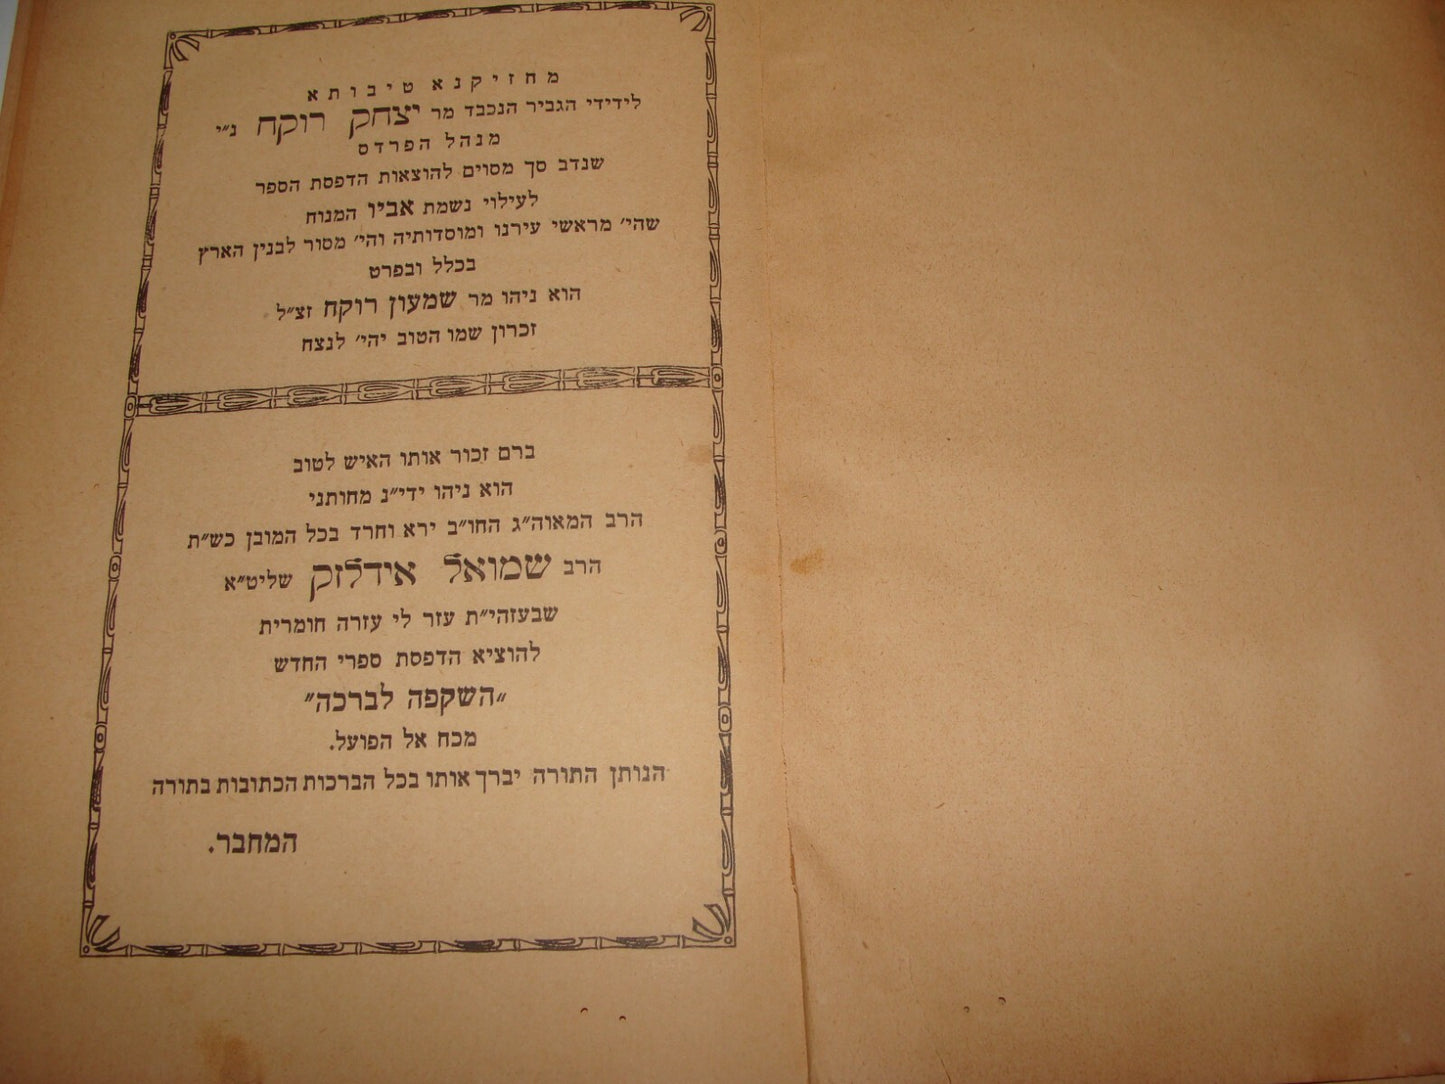 מחזיקנא טיבותא
לידידי הגביר הנכבד מר יצחק רוקח נ״י
מנהל הפרדס
שנדב סך מסוים להוצאות הדפסת הספר
לעילוי נשמת אביו המנוח
שהי׳ מראשי עירנו ומוסדותיה והי׳ מסור לבנין הארץ
בכלל ובפרט
הוא ניהו מר שמעון רוקח זצ״ל
זכרון שמו הטוב יהי׳ לנצח
ברם זכור אותו האיש לטוב
הוא ניהו ידי״נ מחותני
הרב המאוה״ג החו״ב ירא וחרד בכל המובן כש״ת
הרב שמואל אידלזק שליט״א
שבעזהי״ת עזר לי עזרה חומרית
להוציא הדפסת ספרי החדש
„השקפה לברכה״
מכח אל הפועל.
הנותן התורה יברך אותו בכל הברכות הכתובות בתורה
המחבר.